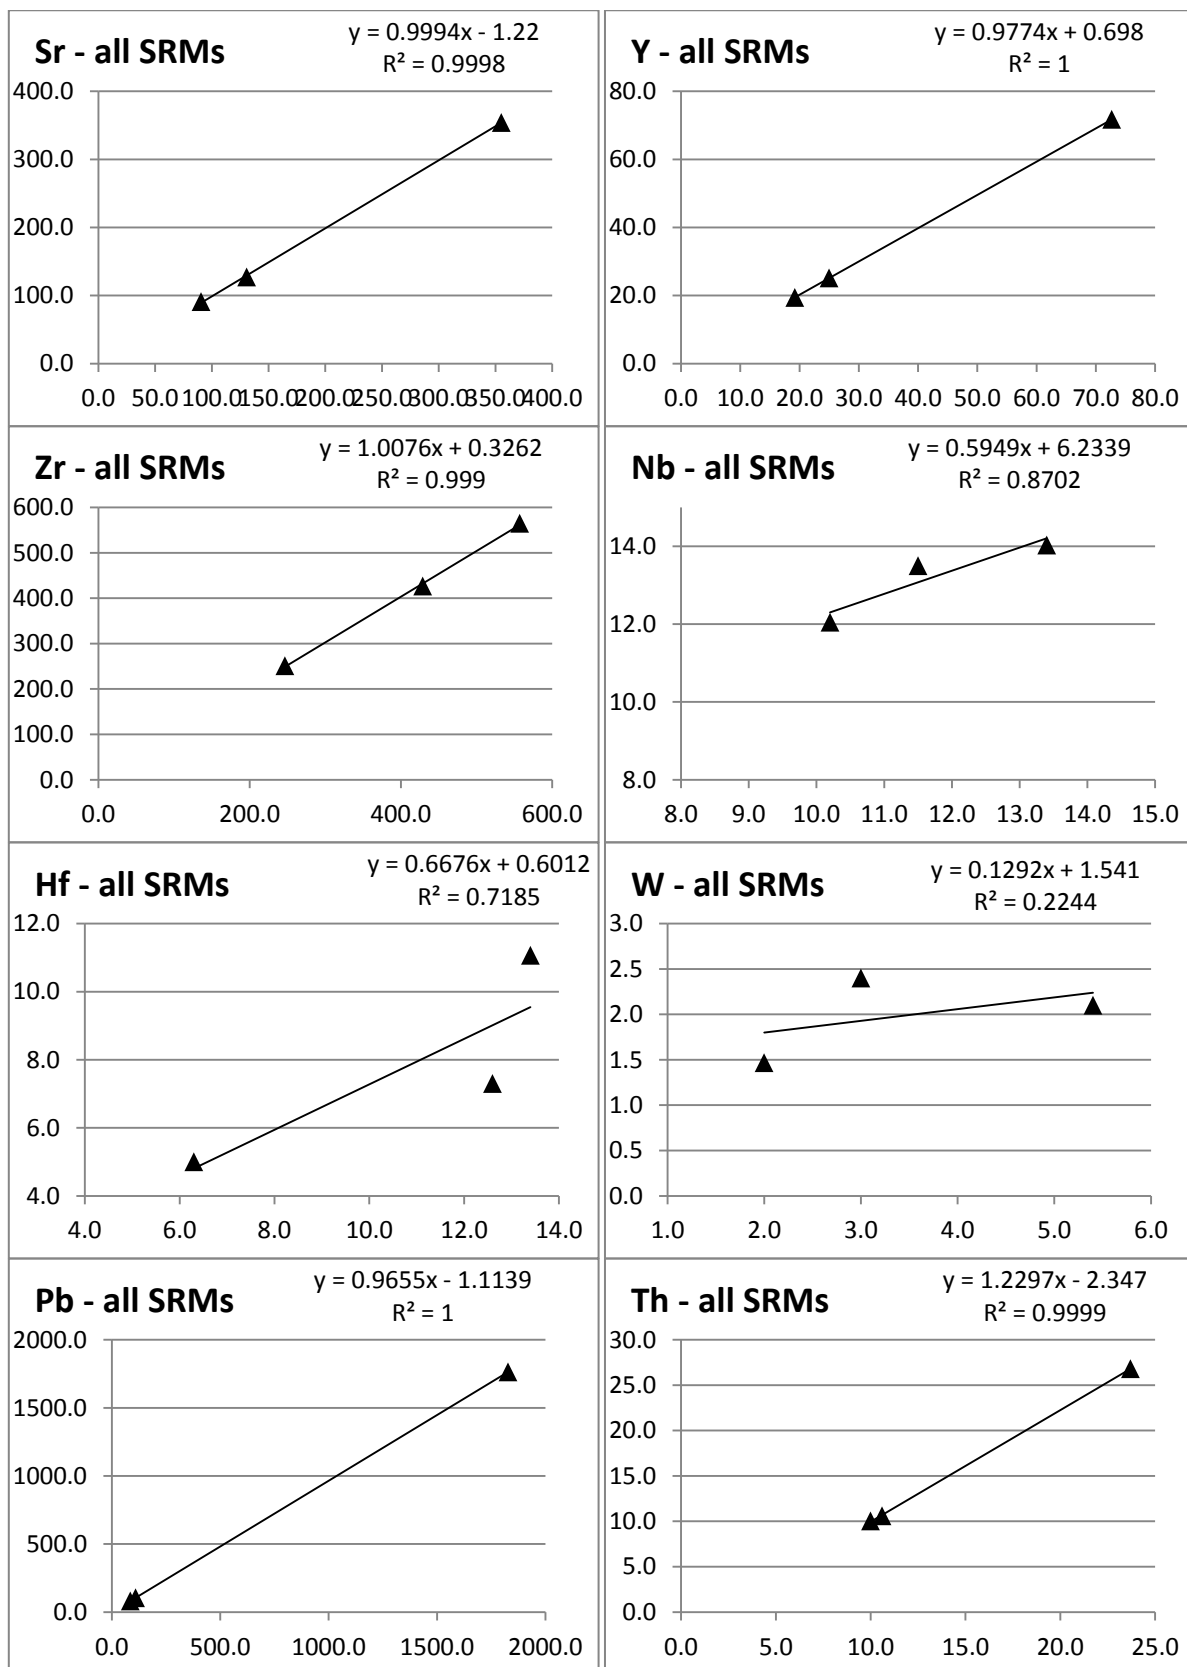 Sr - all SRMs
y = 0.9994x - 1.22
R² = 0.9998
400.0
300.0
200.0
100.0
0.0
0.0 50.0 100.0 150.0 200.0 250.0 300.0 350.0 400.0
Y - all SRMs
y = 0.9774x + 0.698
R² = 1
80.0
60.0
40.0
20.0
0.0
0.0 10.0 20.0 30.0 40.0 50.0 60.0 70.0 80.0
Zr - all SRMs
y = 1.0076x + 0.3262
R² = 0.999
600.0
500.0
400.0
300.0
200.0
100.0
0.0
0.0 200.0 400.0 600.0
Nb - all SRMs
y = 0.5949x + 6.2339
R² = 0.8702
14.0
12.0
10.0
8.0
8.0 9.0 10.0 11.0 12.0 13.0 14.0 15.0
Hf - all SRMs
y = 0.6676x + 0.6012
R² = 0.7185
12.0
10.0
8.0
6.0
4.0
4.0 6.0 8.0 10.0 12.0 14.0
W - all SRMs
y = 0.1292x + 1.541
R² = 0.2244
3.0
2.5
2.0
1.5
1.0
0.5
0.0
1.0 2.0 3.0 4.0 5.0 6.0
Pb - all SRMs
y = 0.9655x - 1.1139
R² = 1
2000.0
1500.0
1000.0
500.0
0.0
0.0 500.0 1000.0 1500.0 2000.0
Th - all SRMs
y = 1.2297x - 2.347
R² = 0.9999
30.0
25.0
20.0
15.0
10.0
5.0
0.0
0.0 5.0 10.0 15.0 20.0 25.0